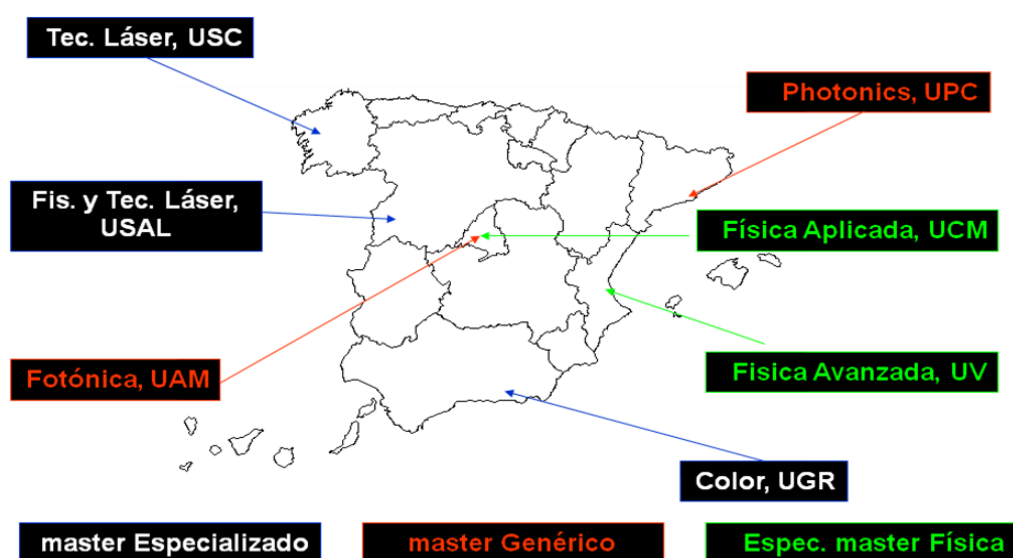 Tec. Láser, USC
Photonics, UPC
Fis. y Tec. Láser,
USAL
Física Aplicada, UCM
Fotónica, UAM
Fisica Avanzada, UV
Color, UGR
master Especializado
master Genérico
Espec. master Física